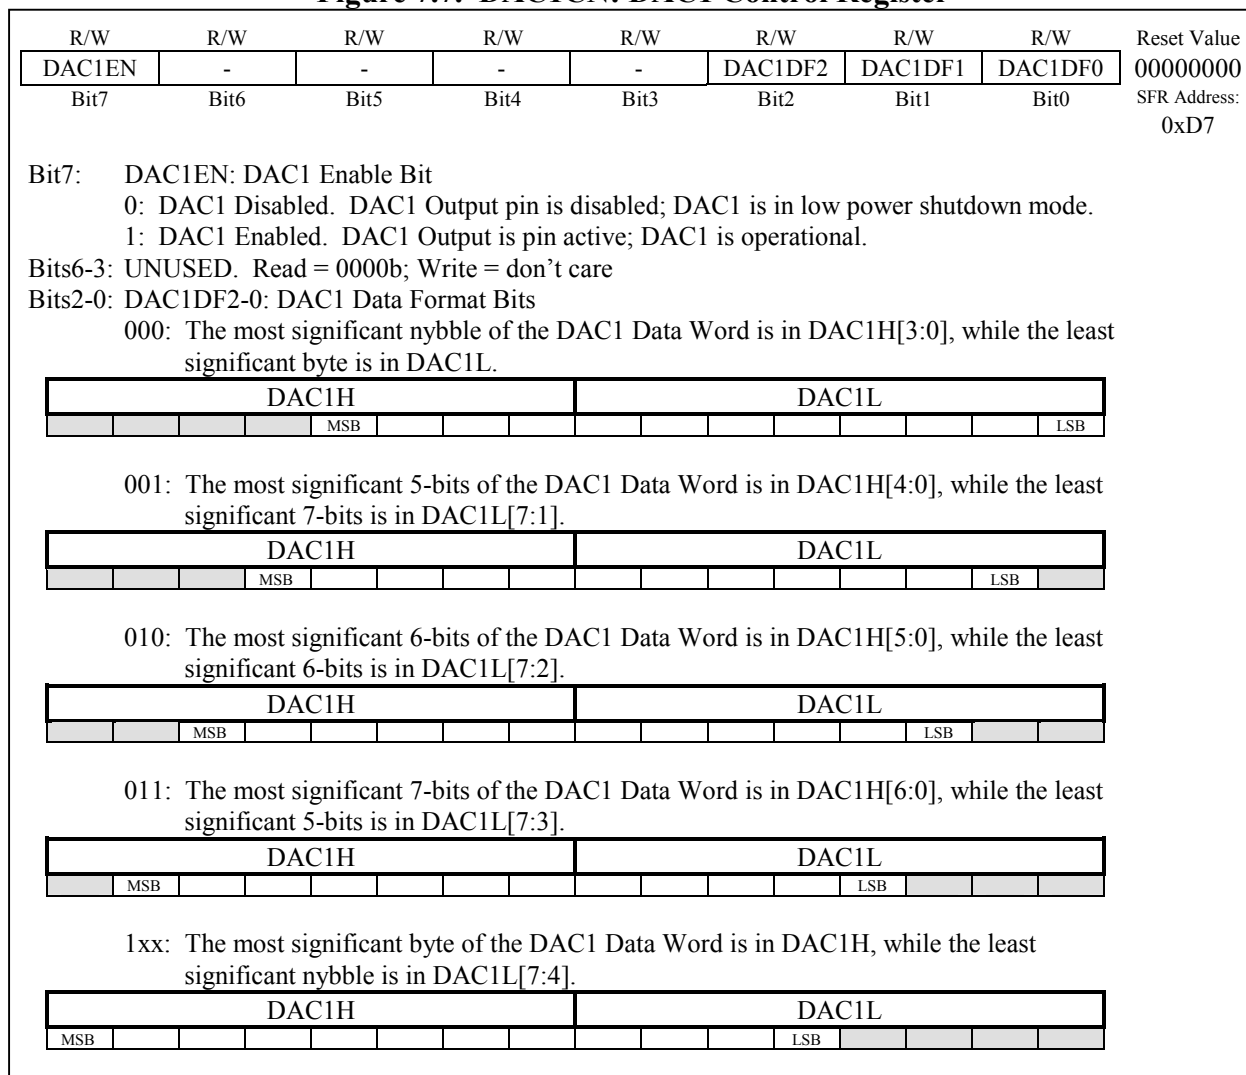 Figure 7.7. DAC1CN: DAC1 Control Register
R/W R/W R/W R/W R/W R/W R/W R/W Reset Value
DAC1EN - - - - DAC1DF2 DAC1DF1 DAC1DF0 00000000
Bit7 Bit6 Bit5 Bit4 Bit3 Bit2 Bit1 Bit0 SFR Address:
0xD7
Bit7: DAC1EN: DAC1 Enable Bit
0: DAC1 Disabled. DAC1 Output pin is disabled; DAC1 is in low power shutdown mode.
1: DAC1 Enabled. DAC1 Output is pin active; DAC1 is operational.
Bits6-3: UNUSED. Read = 0000b; Write = don’t care
Bits2-0: DAC1DF2-0: DAC1 Data Format Bits
000: The most significant nybble of the DAC1 Data Word is in DAC1H[3:0], while the least
significant byte is in DAC1L.
DAC1H DAC1L
MSB LSB
001: The most significant 5-bits of the DAC1 Data Word is in DAC1H[4:0], while the least
significant 7-bits is in DAC1L[7:1].
DAC1H DAC1L
MSB LSB
010: The most significant 6-bits of the DAC1 Data Word is in DAC1H[5:0], while the least
significant 6-bits is in DAC1L[7:2].
DAC1H DAC1L
MSB LSB
011: The most significant 7-bits of the DAC1 Data Word is in DAC1H[6:0], while the least
significant 5-bits is in DAC1L[7:3].
DAC1H DAC1L
MSB LSB
1xx: The most significant byte of the DAC1 Data Word is in DAC1H, while the least
significant nybble is in DAC1L[7:4].
DAC1H DAC1L
MSB LSB